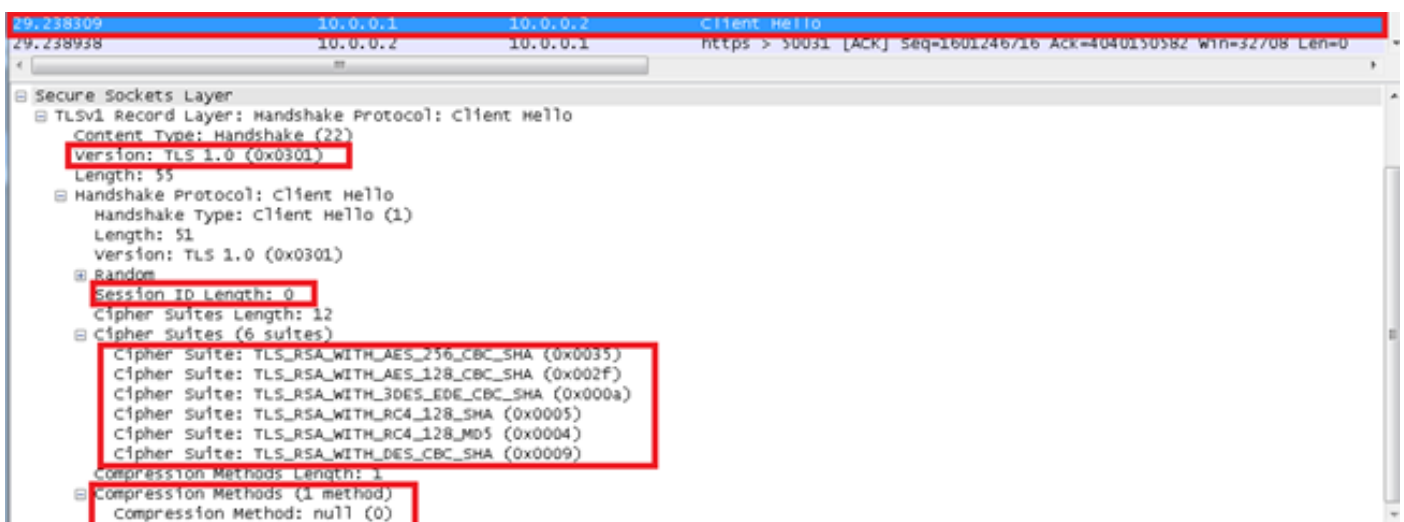 29.238309 10.0.0.1 10.0.0.2 Client Hello
29.238938 10.0.0.2 10.0.0.1 https > 50031 [ACK] Seq=1601246716 Ack=4040150582 Win=32708 Len=0
Secure Sockets Layer
TLSv1 Record Layer: Handshake Protocol: Client Hello
Content Type: Handshake (22)
Version: TLS 1.0 (0x0301)
Length: 55
Handshake Protocol: Client Hello
Handshake Type: Client Hello (1)
Length: 51
Version: TLS 1.0 (0x0301)
Random
Session ID Length: 0
Cipher Suites Length: 12
Cipher Suites (6 suites)
Cipher Suite: TLS_RSA_WITH_AES_256_CBC_SHA (0x0035)
Cipher Suite: TLS_RSA_WITH_AES_128_CBC_SHA (0x002f)
Cipher Suite: TLS_RSA_WITH_3DES_EDE_CBC_SHA (0x000a)
Cipher Suite: TLS_RSA_WITH_RC4_128_SHA (0x0005)
Cipher Suite: TLS_RSA_WITH_RC4_128_MD5 (0x0004)
Cipher Suite: TLS_RSA_WITH_DES_CBC_SHA (0x0009)
Compression Methods Length: 1
Compression Methods (1 method)
Compression Method: null (0)